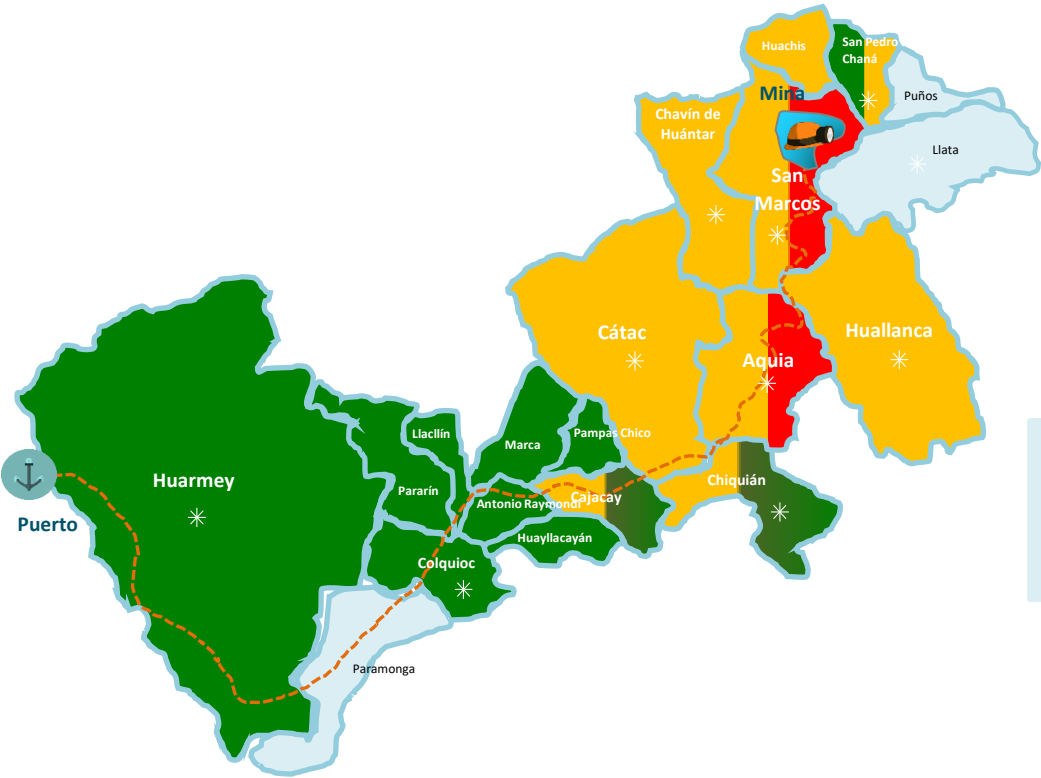 Huachis
San Pedro
Chaná
Mina
Puños
Chavín de
Huántar
Llata
San
Marcos
Cátac
Huallanca
Aquia
Llacllín
Marca
Pampas Chico
Huarmey
Chiquián
Pararín
Cajacay
Antonio Raymondi
Puerto
Huayllacayán
Colquioc
Paramonga